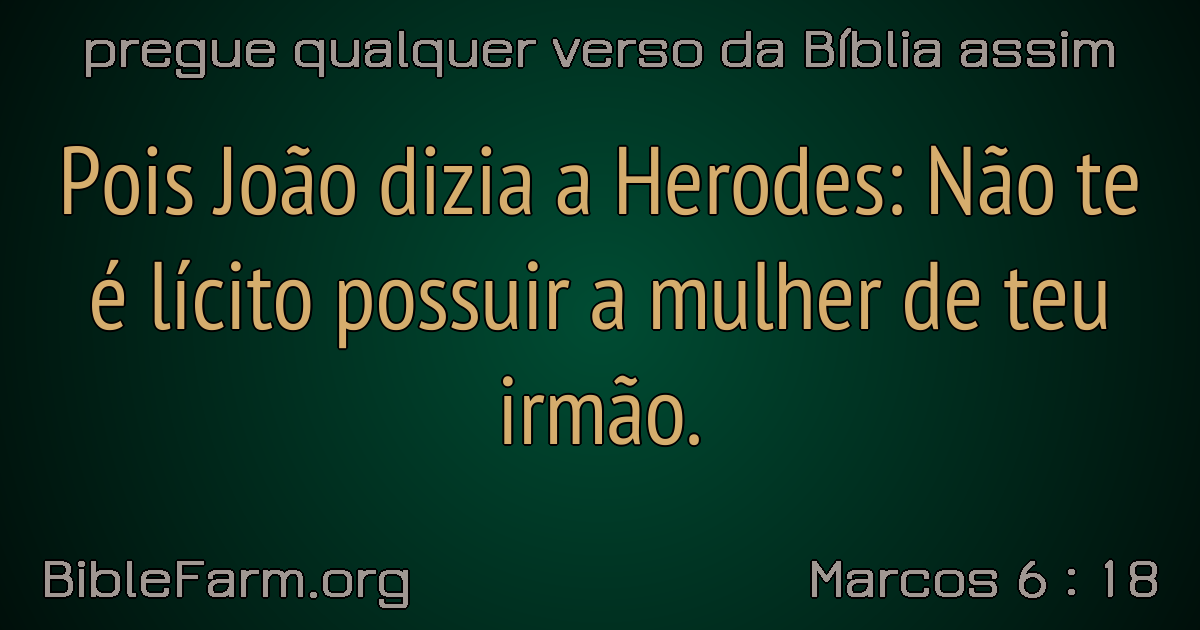 pregue qualquer verso da Bíblia assim
Pois João dizia a Herodes: Não te
é lícito possuir a mulher de teu
irmão.
BibleFarm.org
Marcos 6 : 18